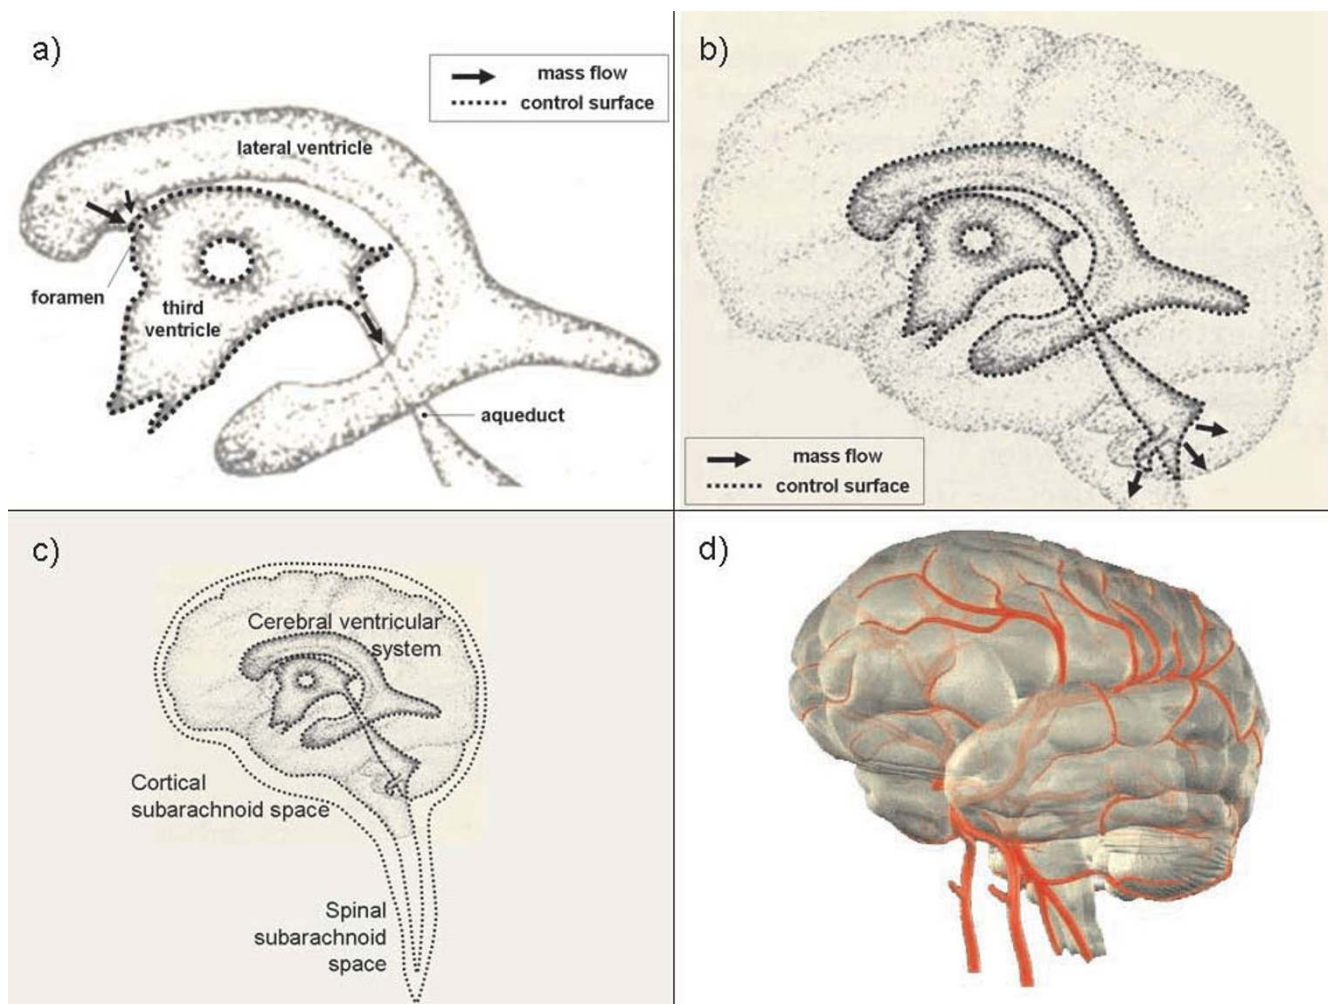 a)
mass flow
control surface
lateral ventricle
foramen
third
ventricle
aqueduct
b)
mass flow
control surface
c)
Cerebral ventricular
system
Cortical
subarachnoid space
Spinal
subarachnoid
space
d)